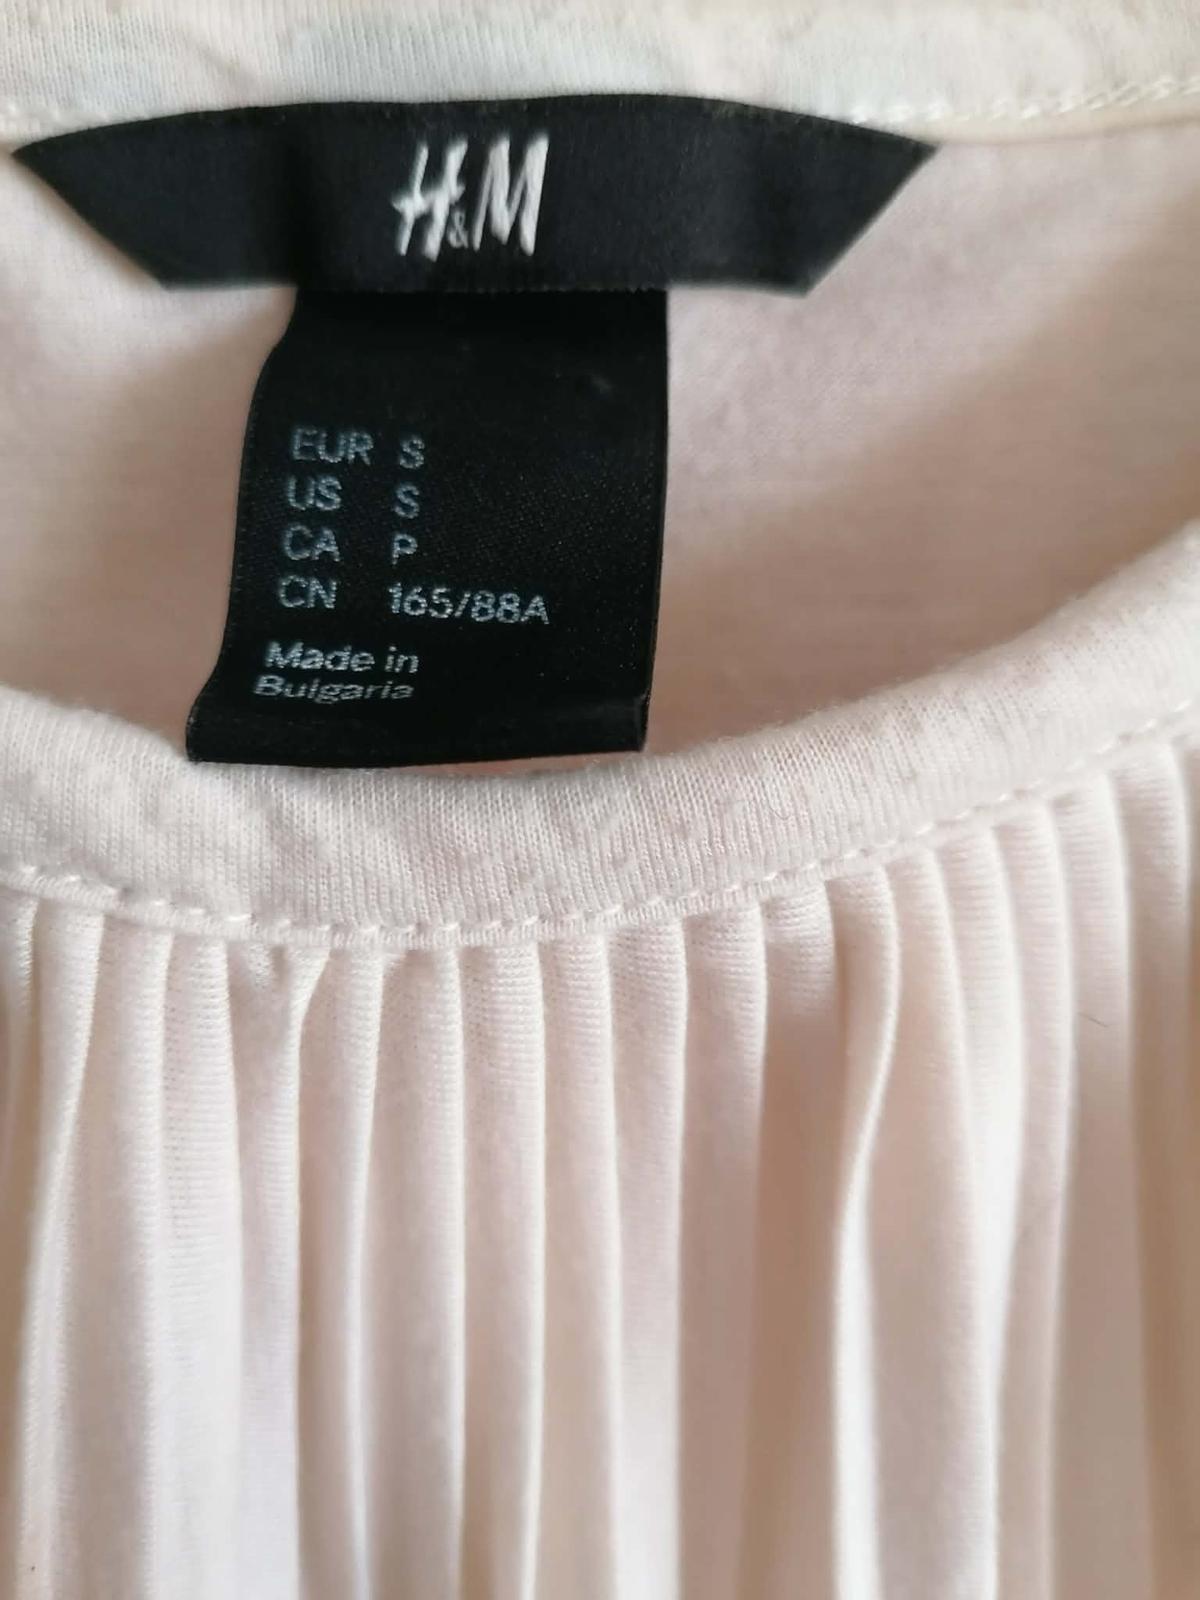 H&M
EUR S
US S
CA P
CN 165/88A
Made in
Bulgaria